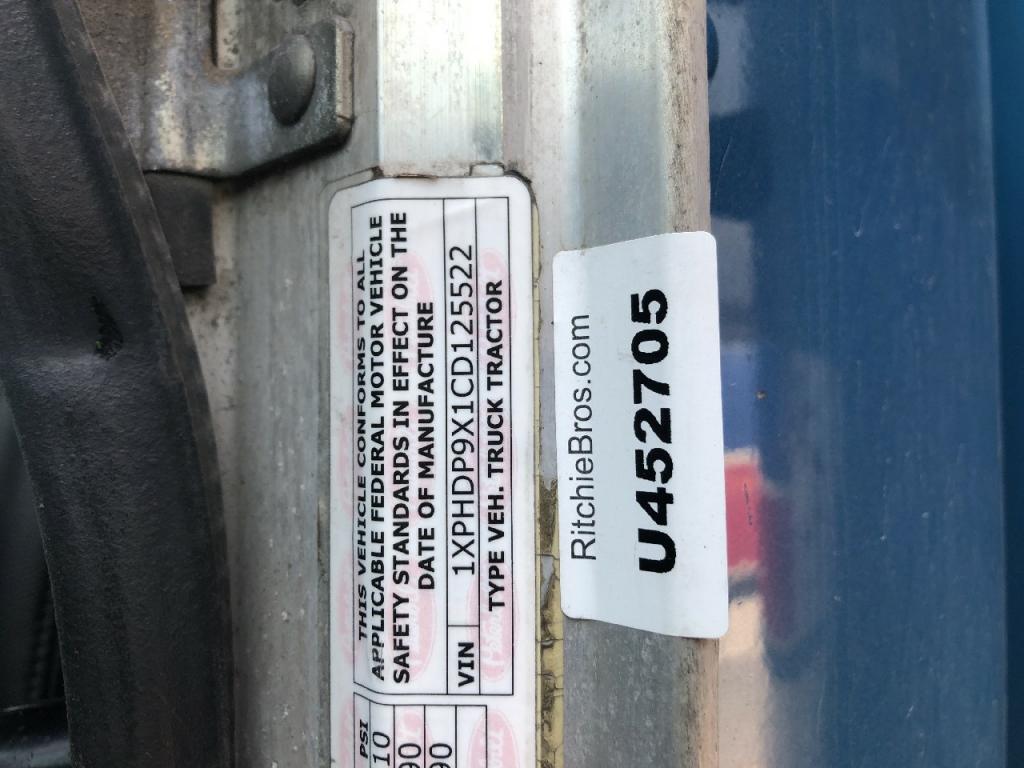 THIS VEHICLE CONFORMS TO ALL
APPLICABLE FEDERAL MOTOR VEHICLE
SAFETY STANDARDS IN EFFECT ON THE
DATE OF MANUFACTURE
VIN 1XPHDP9X1CD125522
TYPE VEH. TRUCK TRACTOR
PSI
10
90
90
RitchieBros.com
U452705